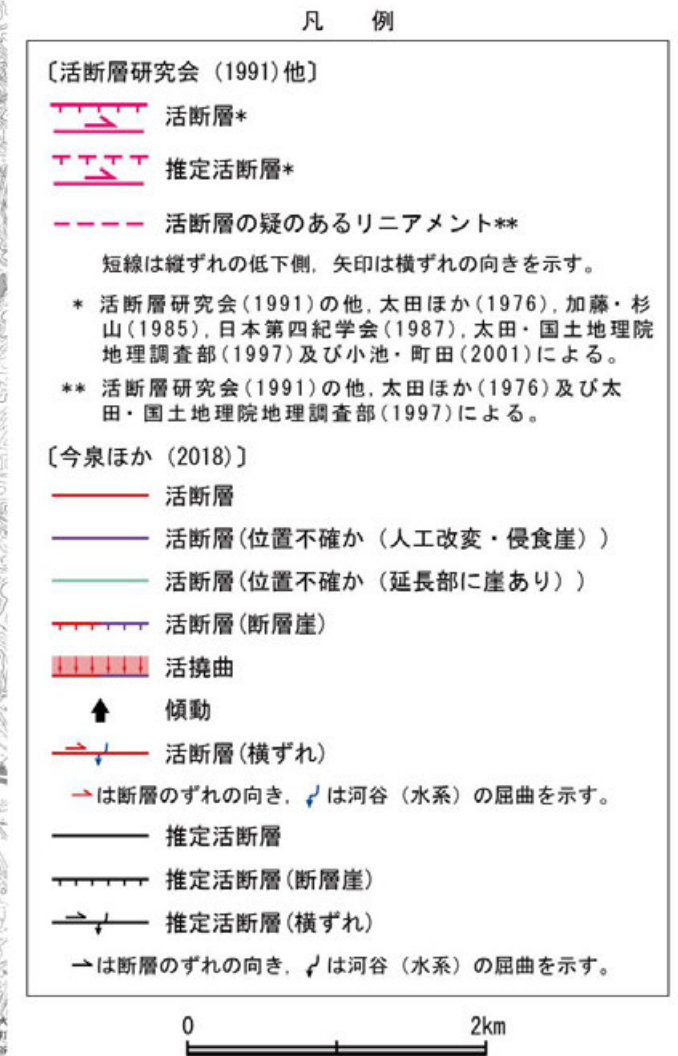 凡 例
〔活断層研究会 (1991)他〕
活断層*
推定活断層*
活断層の疑のあるリニアメント**
短線は縦ずれの低下側, 矢印は横ずれの向きを示す。
* 活断層研究会(1991)の他, 太田ほか(1976), 加藤・杉
山(1985), 日本第四紀学会(1987), 太田・国土地理院
地理調査部(1997)及び小池・町田(2001)による。
** 活断層研究会(1991)の他, 太田ほか(1976)及び太
田・国土地理院地理調査部(1997)による。
〔今泉ほか (2018)〕
活断層
活断層(位置不確か (人工改変・侵食崖))
活断層(位置不確か (延長部に崖あり))
活断層(断層崖)
活撓曲
傾動
活断層(横ずれ)
は断層のずれの向き, は河谷 (水系) の屈曲を示す。
推定活断層
推定活断層(断層崖)
推定活断層(横ずれ)
は断層のずれの向き, は河谷 (水系) の屈曲を示す。
0 2km